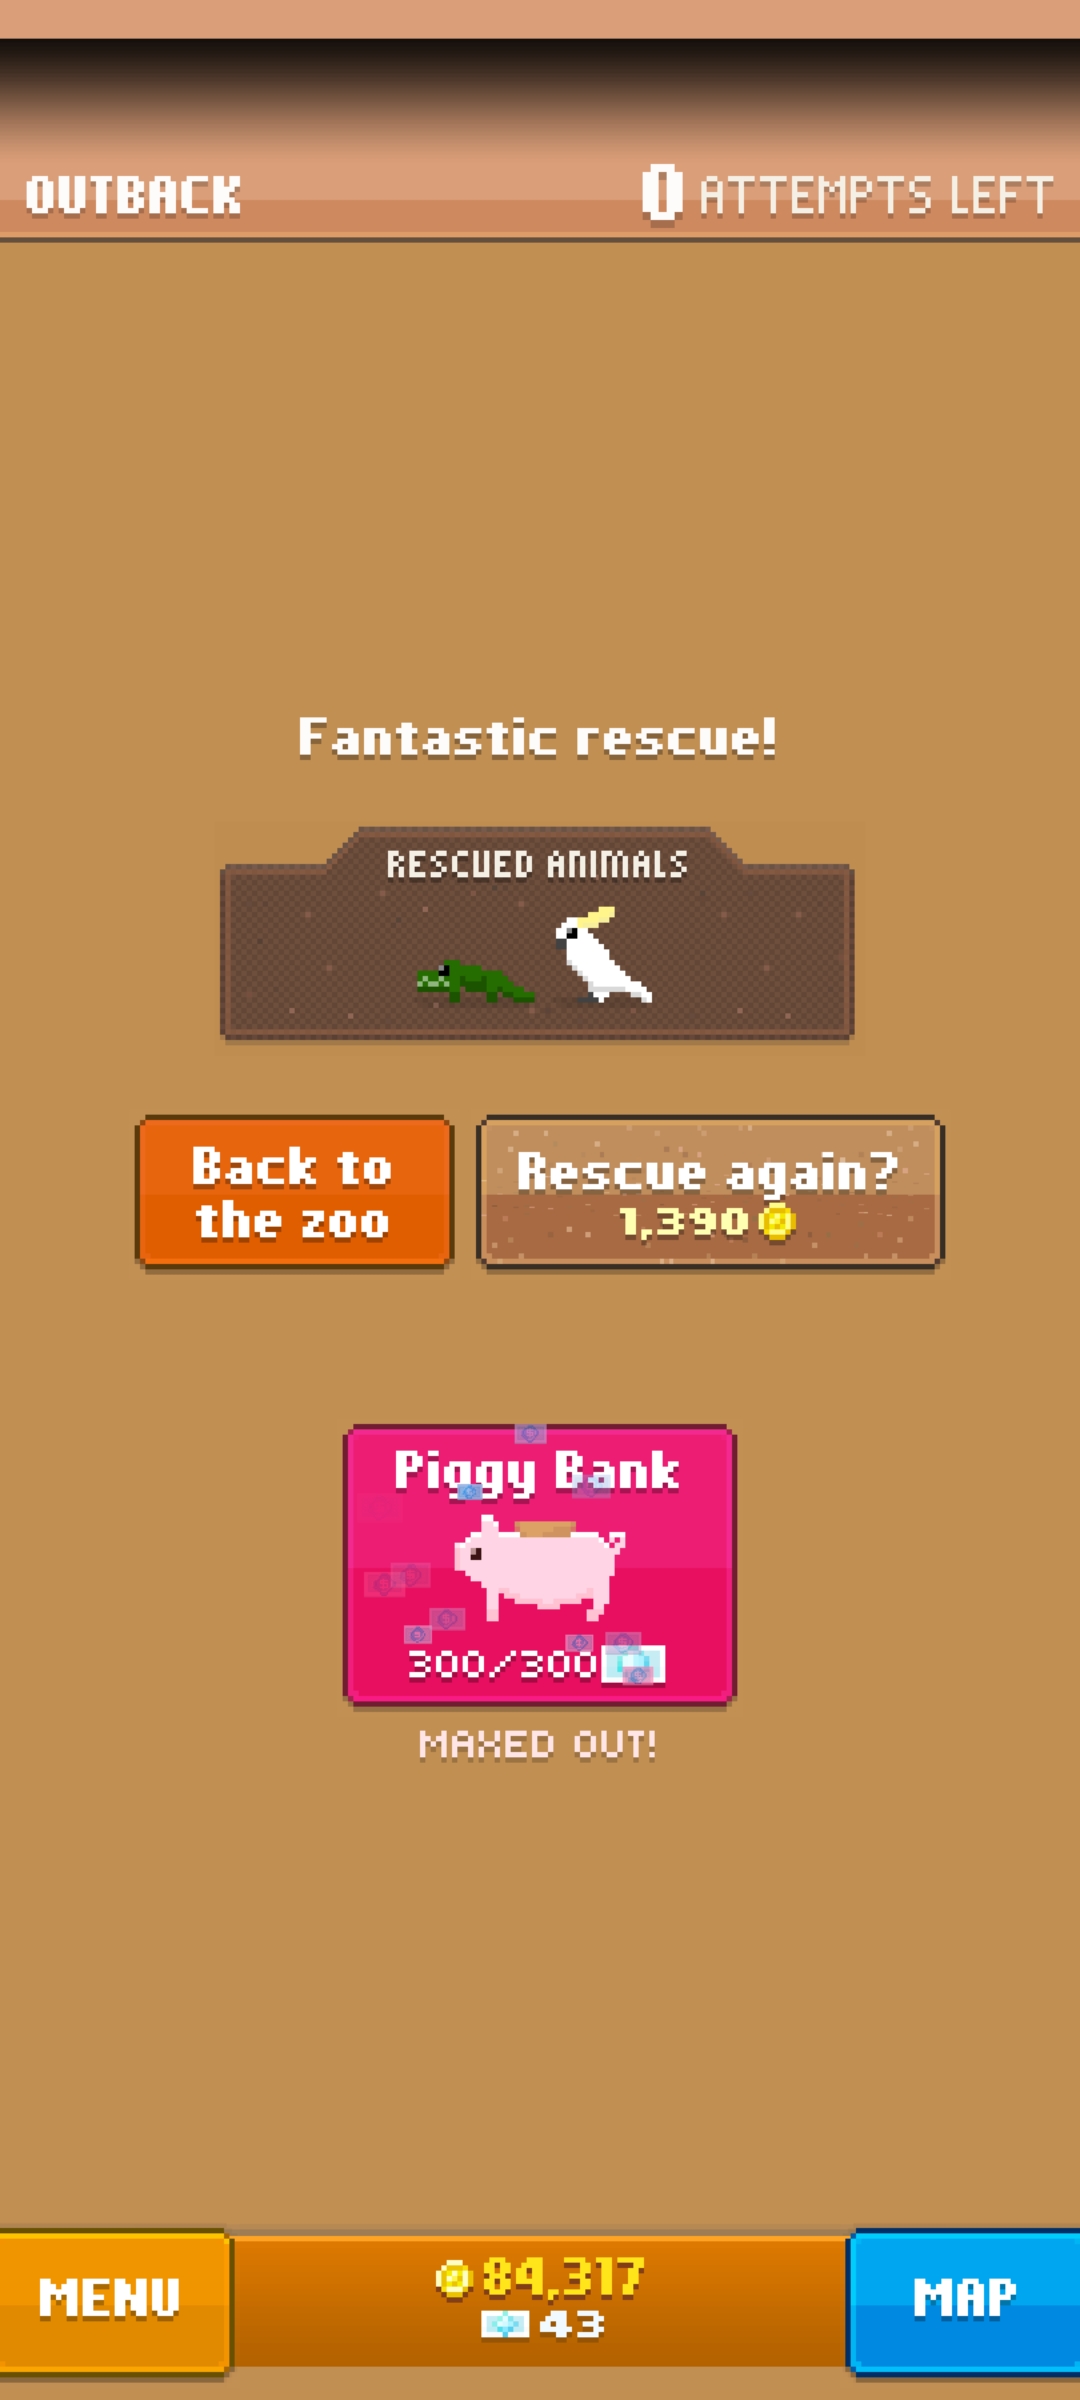 OUTBACK
0 ATTEMPTS LEFT
Fantastic rescue!
RESCUED ANIMALS
Back to
the zoo
Rescue again?
1,390
Piggy Bank
300/300
MAXED OUT!
MENU
84,317
43
MAP